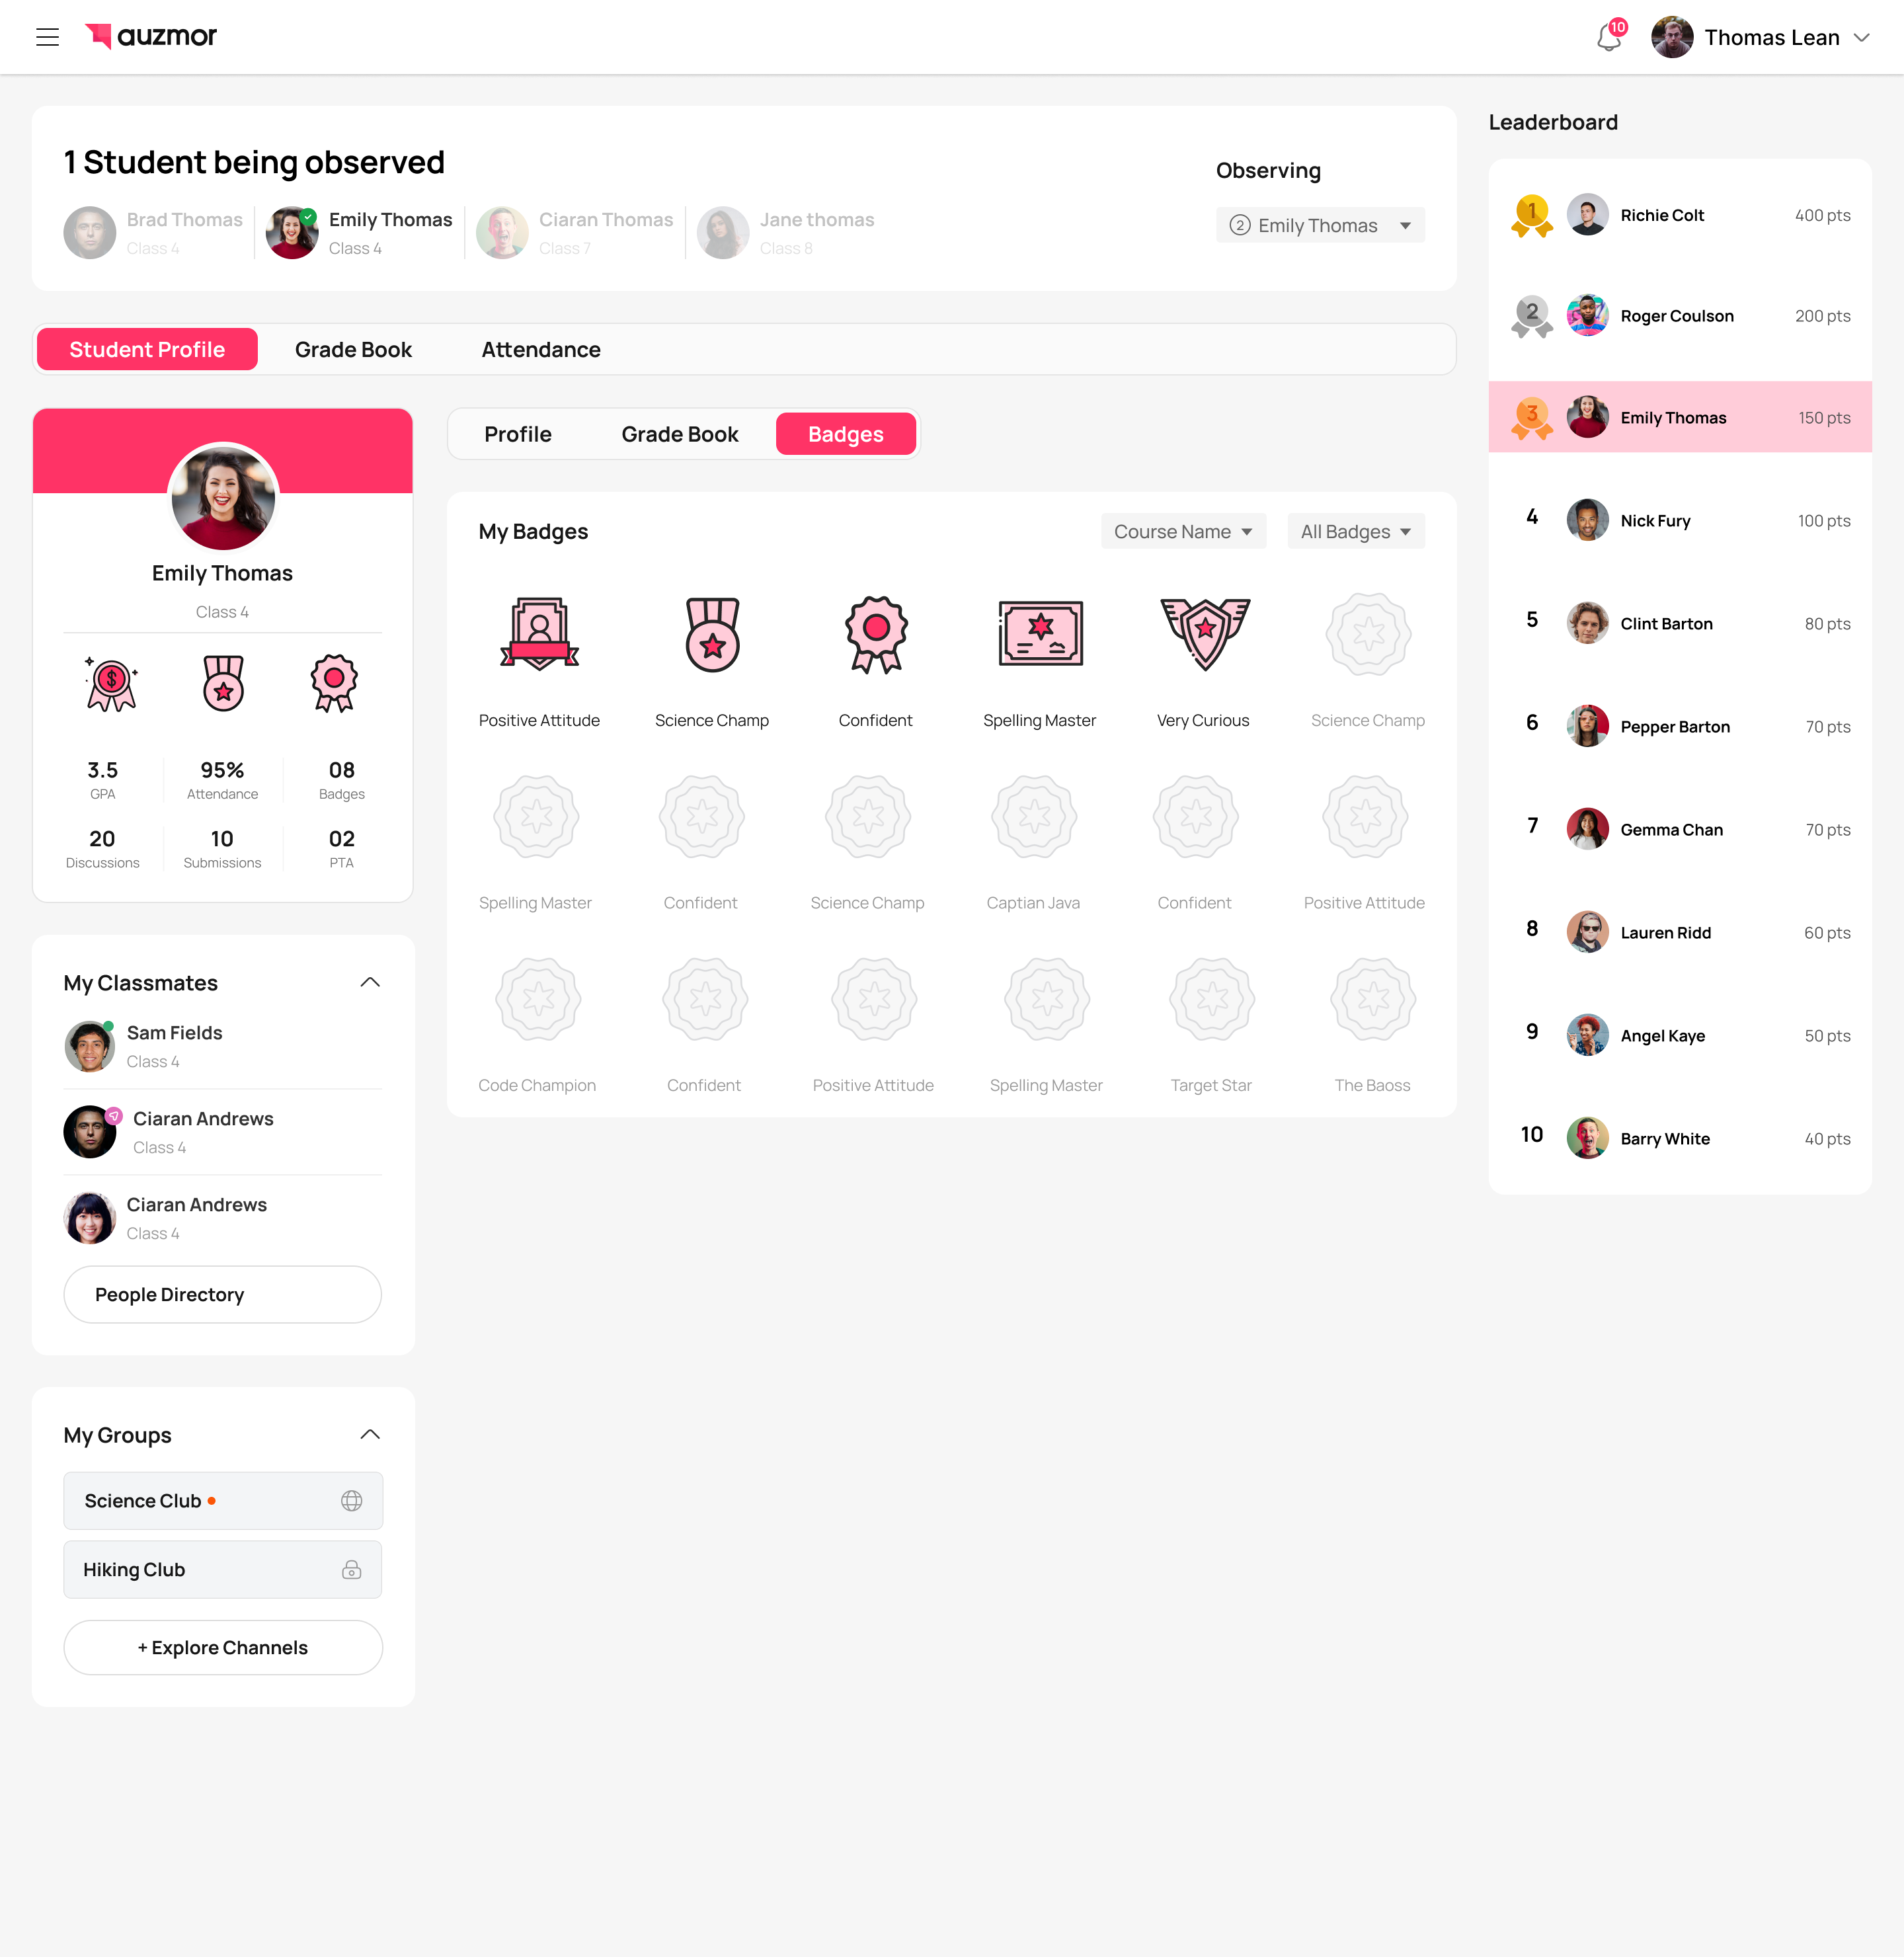 auzmor
10
Thomas Lean
1 Student being observed
Brad Thomas
Class 4
Emily Thomas
Class 4
Ciaran Thomas
Class 7
Jane thomas
Class 8
Observing
2 Emily Thomas
Student Profile
Grade Book
Attendance
Emily Thomas
Class 4
$
3.5
GPA
95%
Attendance
08
Badges
20
Discussions
10
Submissions
02
PTA
My Classmates
Sam Fields
Class 4
Ciaran Andrews
Class 4
Ciaran Andrews
Class 4
People Directory
My Groups
Science Club
Hiking Club
+ Explore Channels
Profile
Grade Book
Badges
My Badges
Course Name
All Badges
Positive Attitude
Science Champ
Confident
Spelling Master
Very Curious
Science Champ
Spelling Master
Confident
Science Champ
Captian Java
Confident
Positive Attitude
Code Champion
Confident
Positive Attitude
Spelling Master
Target Star
The Baoss
Leaderboard
1 Richie Colt 400 pts
2 Roger Coulson 200 pts
3 Emily Thomas 150 pts
4 Nick Fury 100 pts
5 Clint Barton 80 pts
6 Pepper Barton 70 pts
7 Gemma Chan 70 pts
8 Lauren Ridd 60 pts
9 Angel Kaye 50 pts
10 Barry White 40 pts